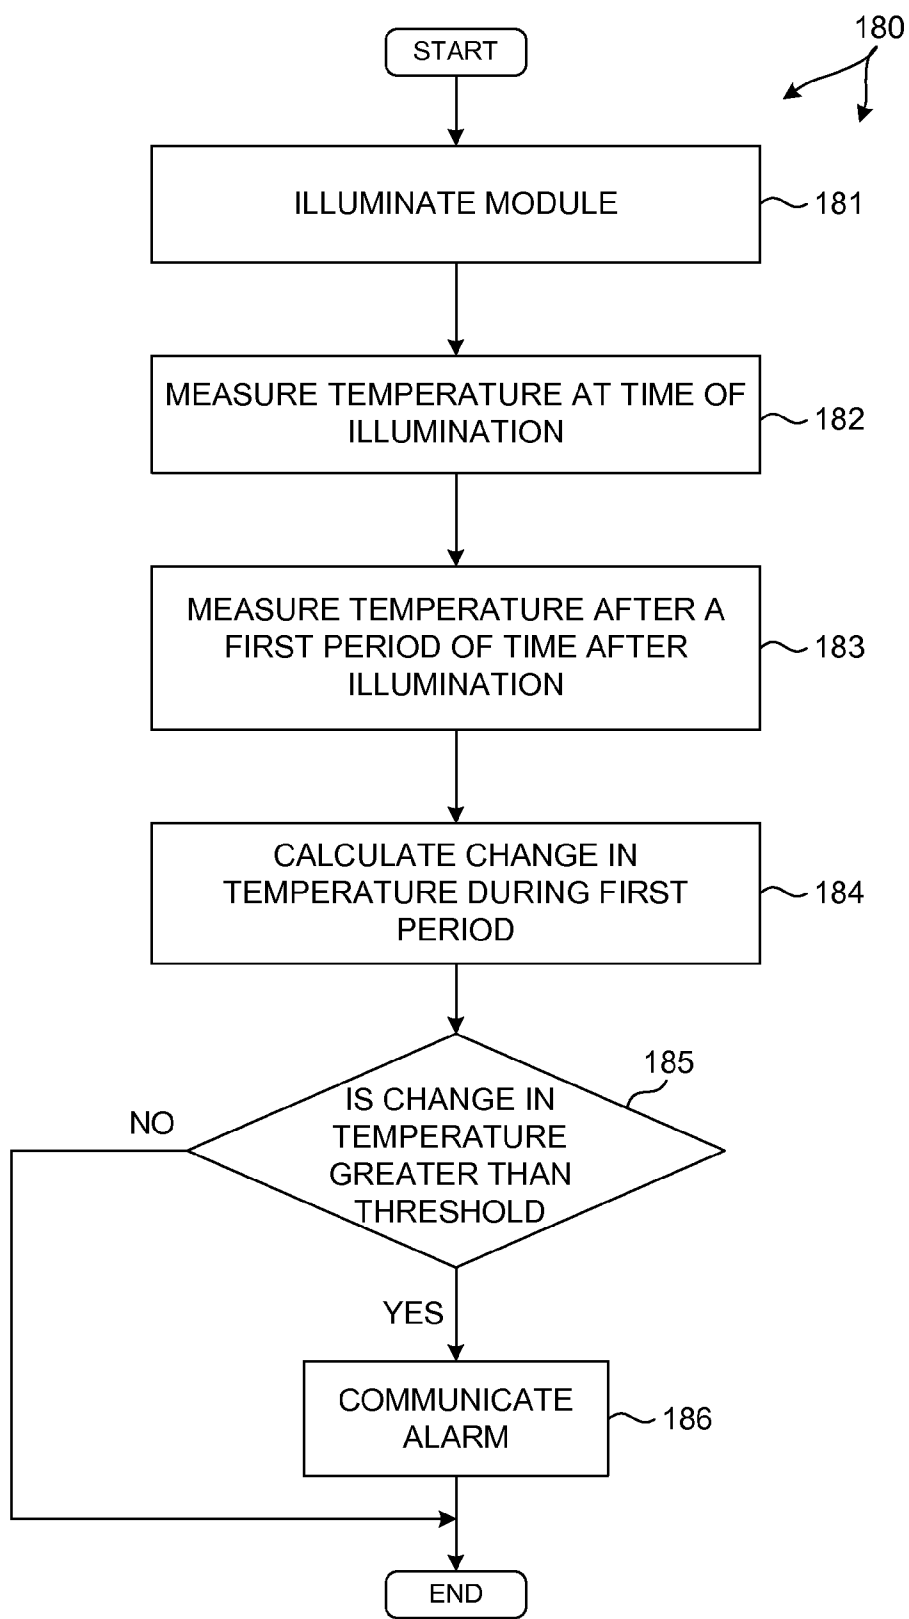 180
START
ILLUMINATE MODULE
181
MEASURE TEMPERATURE AT TIME OF
ILLUMINATION
182
MEASURE TEMPERATURE AFTER A
FIRST PERIOD OF TIME AFTER
ILLUMINATION
183
CALCULATE CHANGE IN
TEMPERATURE DURING FIRST
PERIOD
184
185
IS CHANGE IN
TEMPERATURE
GREATER THAN
THRESHOLD
NO
YES
COMMUNICATE
ALARM
186
END